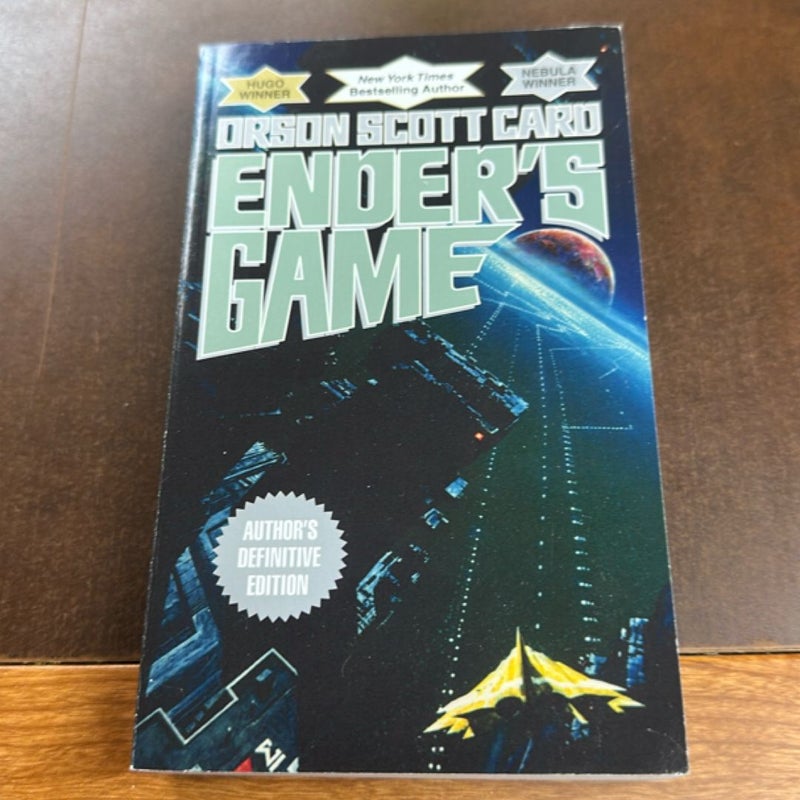 HUGO
WINNER
New York Times
Bestselling Author
NEBULA
WINNER
ORSON SCOTT CARD
ENDER'S
GAME
AUTHOR'S
DEFINITIVE
EDITION